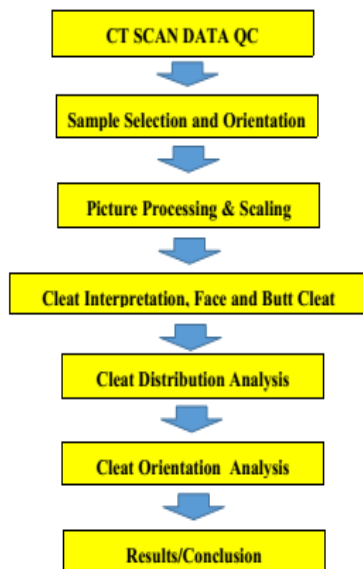 CT SCAN DATA QC
Sample Selection and Orientation
Picture Processing & Scaling
Cleat Interpretation, Face and Butt Cleat
Cleat Distribution Analysis
Cleat Orientation Analysis
Results/Conclusion